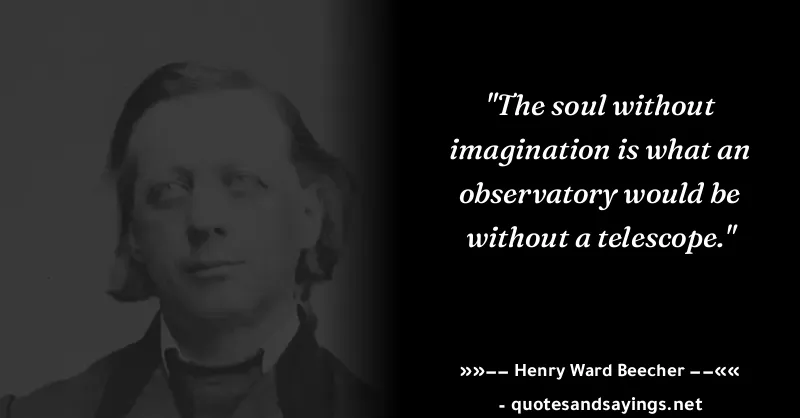 "The soul without
imagination is what an
observatory would be
without a telescope."
»»−− Henry Ward Beecher −−««
- quotesandsayings.net